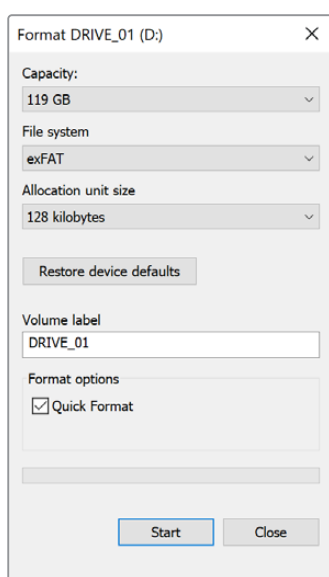 Format DRIVE_01 (D:)
Capacity:
119 GB
File system
exFAT
Allocation unit size
128 kilobytes
Restore device defaults
Volume label
DRIVE_01
Format options
Quick Format
Start Close